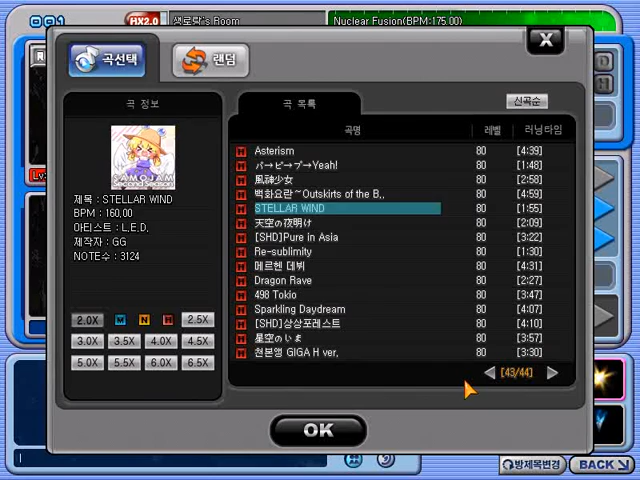 001 HX2.0 생로랑's Room Nuclear Fusion(BPM:175.00)
X
곡선택 랜덤
곡 정보
SAMOJAM
Second Season
제목 : STELLAR WIND
BPM : 160.00
아티스트 : L.E.D.
제작자 : GG
NOTE수 : 3124
2.0X M N H 2.5X
3.0X 3.5X 4.0X 4.5X
5.0X 5.5X 6.0X 6.5X
곡 목록 신곡순
곡명 레벨 러닝타임
H Asterism 80 [4:39]
H パ→ピ→プ→Yeah! 80 [1:48]
H 風神少女 80 [2:58]
H 백화요란~Outskirts of the B,, 80 [4:59]
H STELLAR WIND 80 [1:55]
H 天空の夜明け 80 [2:09]
H [SHD]Pure in Asia 80 [3:22]
H Re-sublimity 80 [1:30]
H 메르헨 데뷔 80 [4:31]
H Dragon Rave 80 [2:27]
H 498 Tokio 80 [3:47]
H Sparkling Daydream 80 [4:07]
H [SHD]상상포레스트 80 [4:10]
H 星空のいま 80 [3:57]
H 천본앵 GIGA H ver. 80 [3:30]
[43/44]
OK
방제목변경 BACK